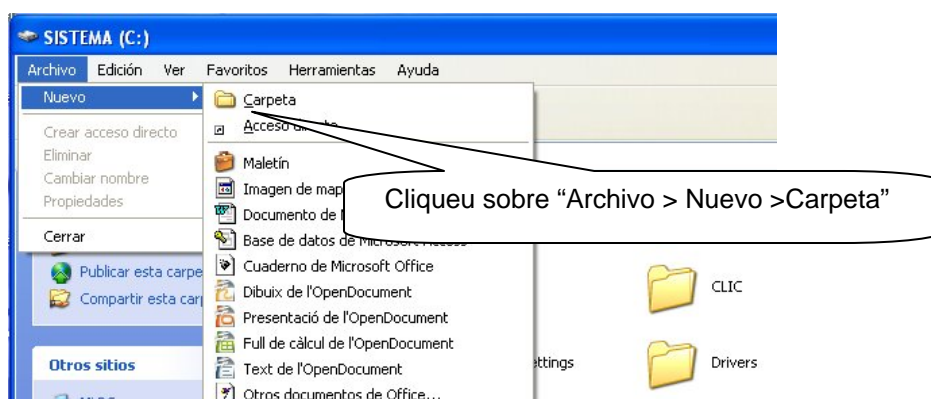 SISTEMA (C:)
Archivo Edición Ver Favoritos Herramientas Ayuda
Nuevo
Crear acceso directo
Eliminar
Cambiar nombre
Propiedades
Cerrar
Carpeta
Acceso
Maletín
Imagen de map
Documento de
Base de datos de Microsoft Access
Cuaderno de Microsoft Office
Dibuix de l'OpenDocument
Presentació de l'OpenDocument
Full de càlcul de l'OpenDocument
Text de l'OpenDocument
Otros documentos de Office...
Cliqueu sobre “Archivo > Nuevo >Carpeta”
Publicar esta carpe
Compartir esta car
Otros sitios
CLIC
ettings
Drivers